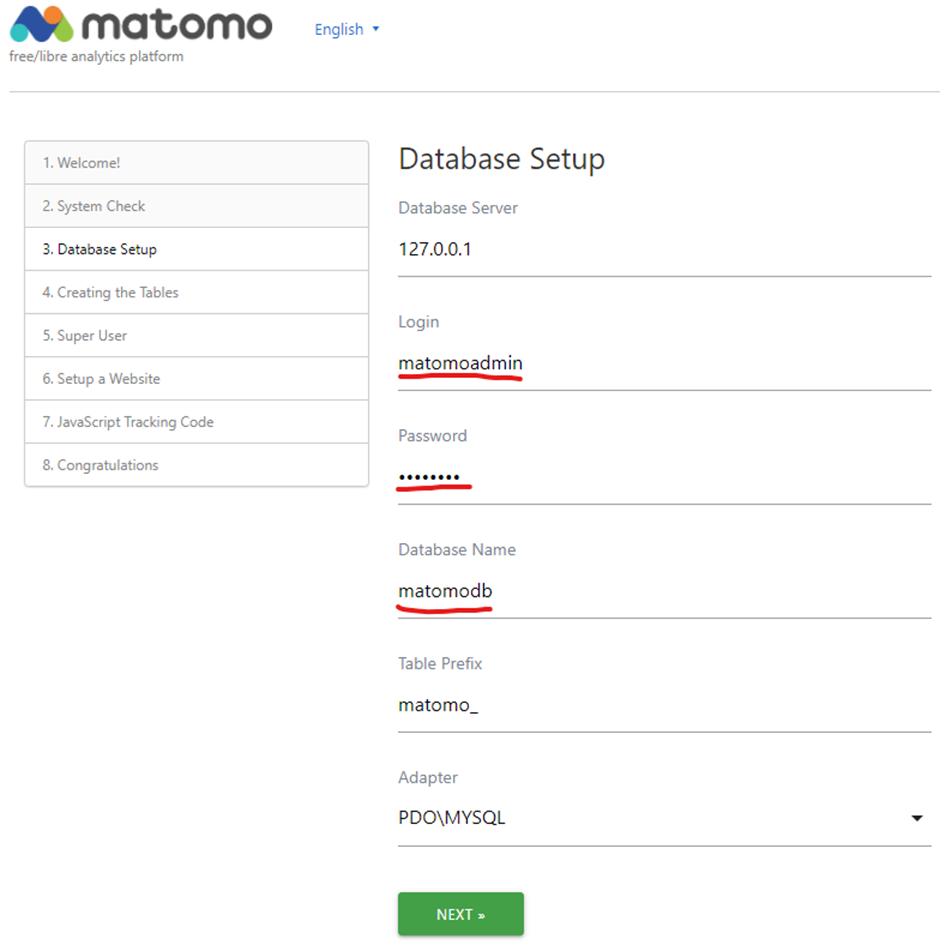 matomo
English
free/libre analytics platform
1. Welcome!
2. System Check
3. Database Setup
4. Creating the Tables
5. Super User
6. Setup a Website
7. JavaScript Tracking Code
8. Congratulations
Database Setup
Database Server
127.0.0.1
Login
matomoadmin
Password
••••••••
Database Name
matomodb
Table Prefix
matomo_
Adapter
PDO\MYSQL
NEXT »